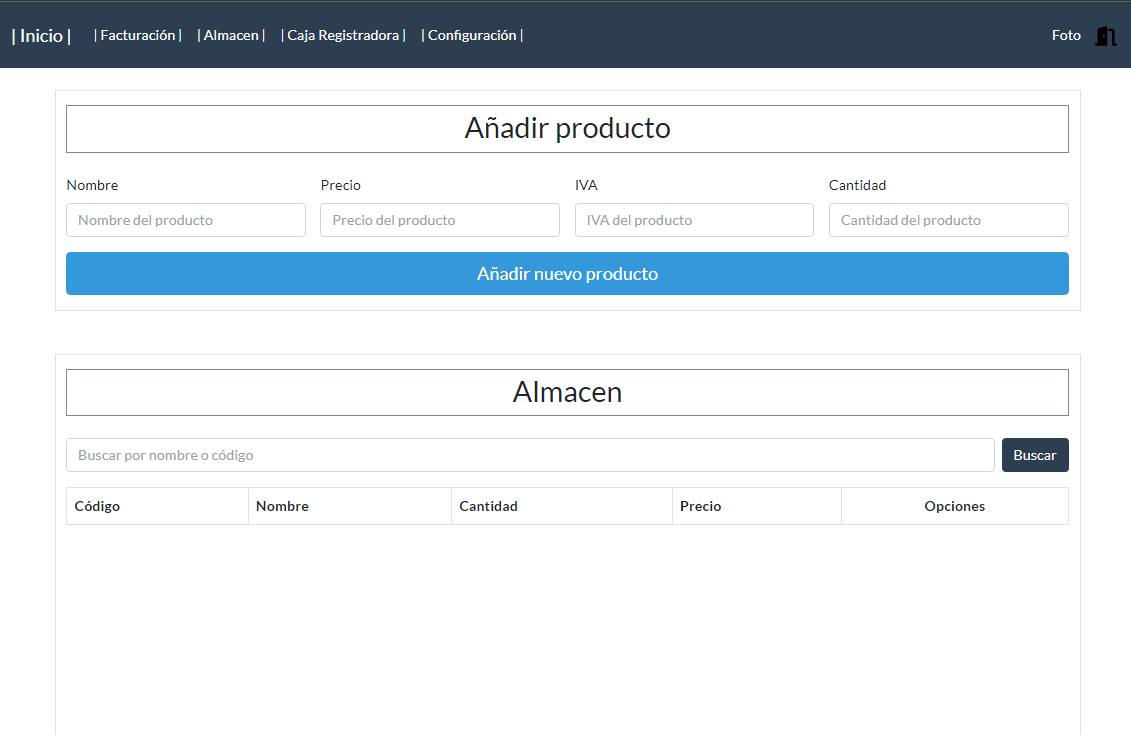 | Inicio | | Facturación | | Almacen | | Caja Registradora | | Configuración | Foto
Añadir producto
Nombre Precio IVA Cantidad
Nombre del producto Precio del producto IVA del producto Cantidad del producto
Añadir nuevo producto
Almacen
Buscar por nombre o código Buscar
Código Nombre Cantidad Precio Opciones